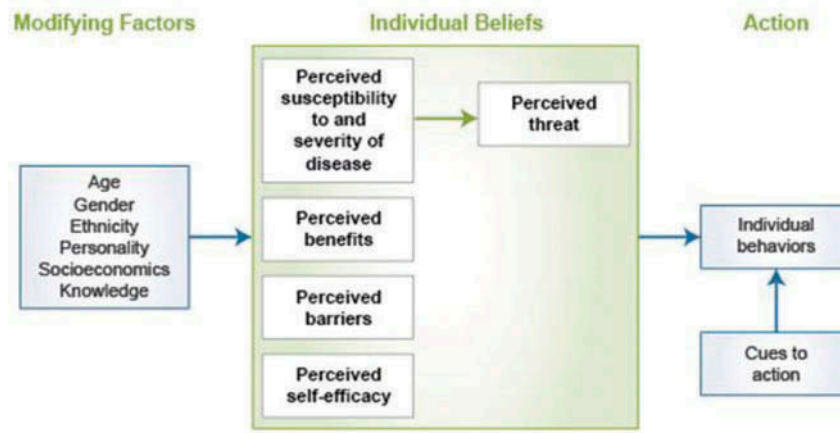 Modifying Factors
Individual Beliefs
Action
Perceived
susceptibility
to and
severity of
disease
Perceived
threat
Age
Gender
Ethnicity
Personality
Socioeconomics
Knowledge
Perceived
benefits
Individual
behaviors
Perceived
barriers
Perceived
self-efficacy
Cues to
action